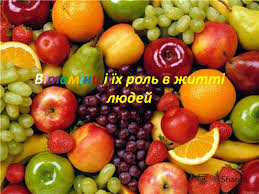 Вітаміни і їх роль в житті
людей